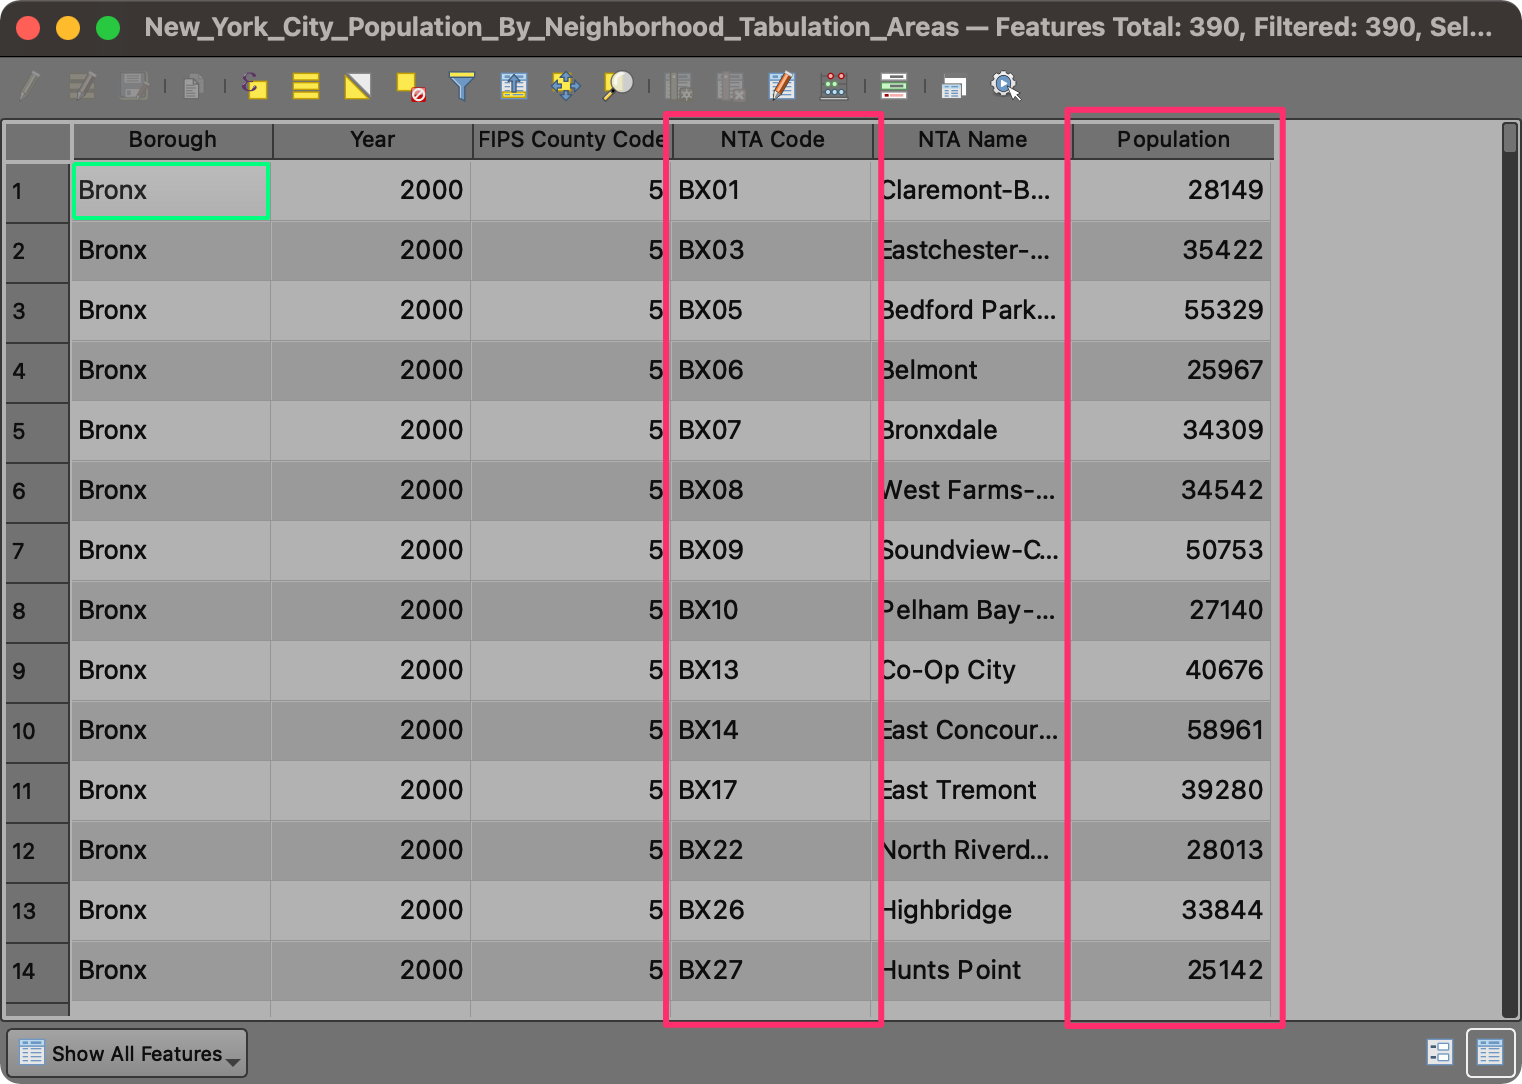 New_York_City_Population_By_Neighborhood_Tabulation_Areas — Features Total: 390, Filtered: 390, Sel...
Borough Year FIPS County Code NTA Code NTA Name Population
1 Bronx 2000 5 BX01 Claremont-B... 28149
2 Bronx 2000 5 BX03 Eastchester-... 35422
3 Bronx 2000 5 BX05 Bedford Park... 55329
4 Bronx 2000 5 BX06 Belmont 25967
5 Bronx 2000 5 BX07 Bronxdale 34309
6 Bronx 2000 5 BX08 West Farms-... 34542
7 Bronx 2000 5 BX09 Soundview-C... 50753
8 Bronx 2000 5 BX10 Pelham Bay-... 27140
9 Bronx 2000 5 BX13 Co-Op City 40676
10 Bronx 2000 5 BX14 East Concour... 58961
11 Bronx 2000 5 BX17 East Tremont 39280
12 Bronx 2000 5 BX22 North Riverd... 28013
13 Bronx 2000 5 BX26 Highbridge 33844
14 Bronx 2000 5 BX27 Hunts Point 25142
Show All Features